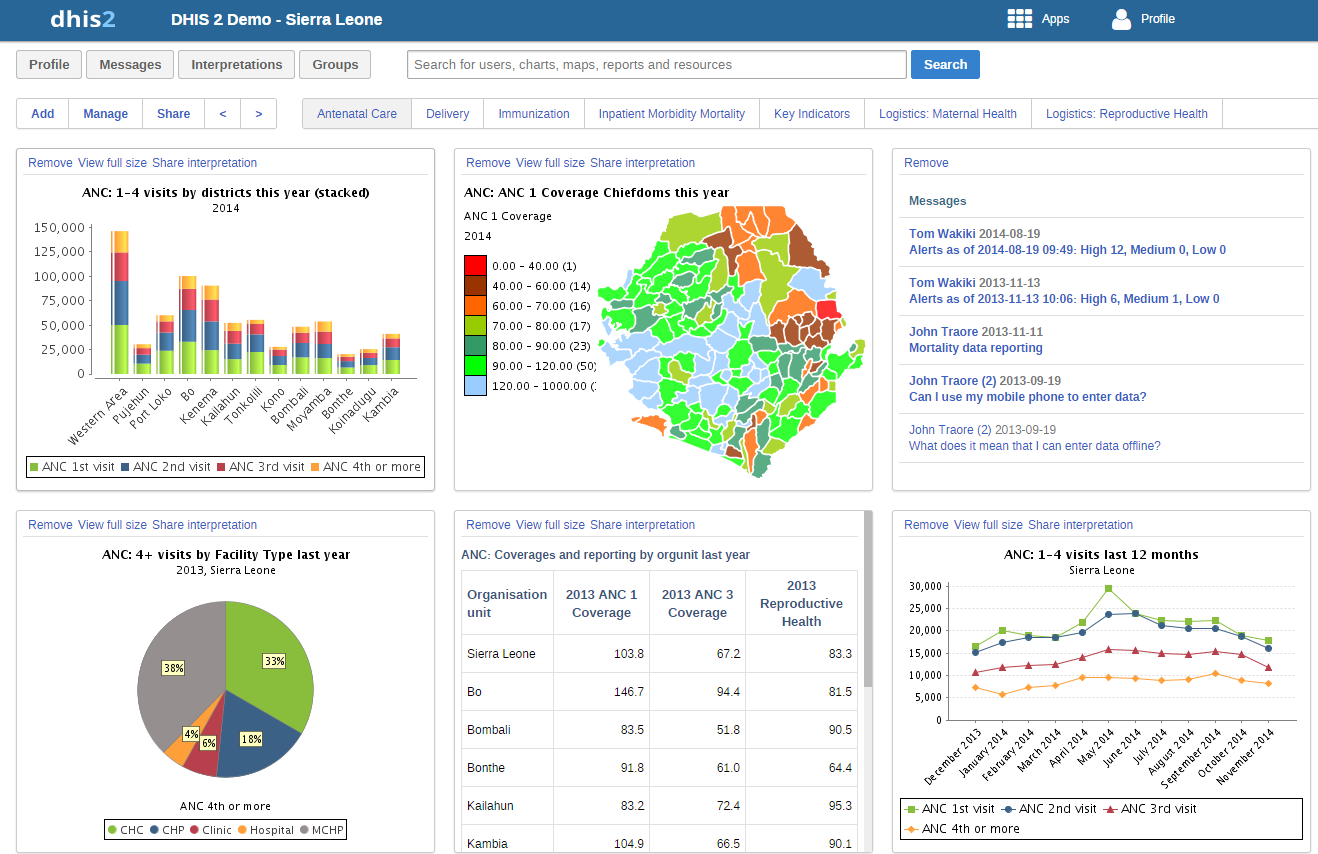 dhis2 DHIS 2 Demo - Sierra Leone Apps Profile
Profile Messages Interpretations Groups Search for users, charts, maps, reports and resources Search
Add Manage Share < > Antenatal Care Delivery Immunization Inpatient Morbidity Mortality Key Indicators Logistics: Maternal Health Logistics: Reproductive Health
Remove View full size Share interpretation
ANC: 1-4 visits by districts this year (stacked)
2014
150,000
125,000
100,000
75,000
50,000
25,000
0
Western Area
Pujehun
Port Loko
Bo
Kenema
Kailahun
Tonkolili
Kono
Bombali
Moyamba
Bonthe
Koinadugu
Kambia
ANC 1st visit ANC 2nd visit ANC 3rd visit ANC 4th or more
Remove View full size Share interpretation
ANC: ANC 1 Coverage Chiefdoms this year
ANC 1 Coverage
2014
0.00 - 40.00 (1)
40.00 - 60.00 (14)
60.00 - 70.00 (16)
70.00 - 80.00 (17)
80.00 - 90.00 (23)
90.00 - 120.00 (50)
120.00 - 1000.00 (
Remove
Messages
Tom Wakiki 2014-08-19
Alerts as of 2014-08-19 09:49: High 12, Medium 0, Low 0
Tom Wakiki 2013-11-13
Alerts as of 2013-11-13 10:06: High 6, Medium 1, Low 0
John Traore 2013-11-11
Mortality data reporting
John Traore (2) 2013-09-19
Can I use my mobile phone to enter data?
John Traore (2) 2013-09-19
What does it mean that I can enter data offline?
Remove View full size Share interpretation
ANC: 4+ visits by Facility Type last year
2013, Sierra Leone
33%
38%
4%
6%
18%
ANC 4th or more
CHC CHP Clinic Hospital MCHP
Remove View full size Share interpretation
ANC: Coverages and reporting by orgunit last year
Organisation unit 2013 ANC 1 Coverage 2013 ANC 3 Coverage 2013 Reproductive Health
Sierra Leone 103.8 67.2 83.3
Bo 146.7 94.4 81.5
Bombali 83.5 51.8 90.5
Bonthe 91.8 61.0 64.4
Kailahun 83.2 72.4 95.3
Kambia 104.9 66.5 90.1
Remove View full size Share interpretation
ANC: 1-4 visits last 12 months
Sierra Leone
30,000
25,000
20,000
15,000
10,000
5,000
0
December 2013
January 2014
February 2014
March 2014
April 2014
May 2014
June 2014
July 2014
August 2014
September 2014
October 2014
November 2014
ANC 1st visit ANC 2nd visit ANC 3rd visit
ANC 4th or more